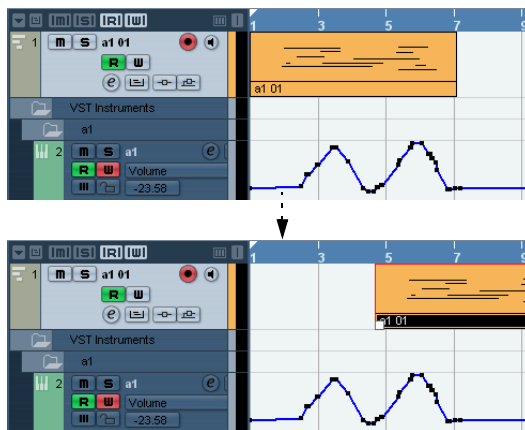 M S R W
1 3 5 7 9
1 M S a1 01
R W
e
a1 01
VST Instruments
a1
2 M S a1 e
R W Volume
-23.58
M S R W
1 3 5 7 9
1 M S a1 01
R W
e
a1 01
VST Instruments
a1
2 M S a1 e
R W Volume
-23.58